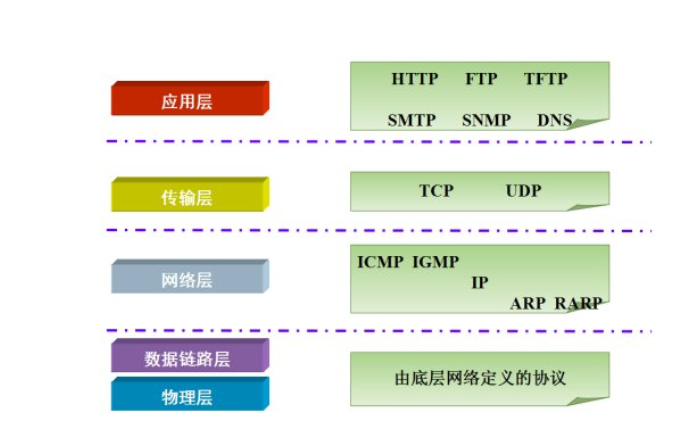 应用层
HTTP FTP TFTP
SMTP SNMP DNS
传输层
TCP UDP
网络层
ICMP IGMP
IP
ARP RARP
数据链路层
物理层
由底层网络定义的协议